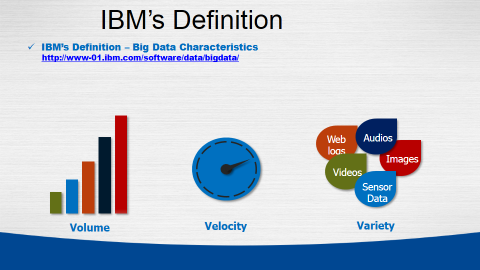 IBM's Definition
✓ IBM's Definition – Big Data Characteristics
http://www-01.ibm.com/software/data/bigdata/
Web
logs
Audios
Images
Videos
Sensor
Data
Volume
Velocity
Variety